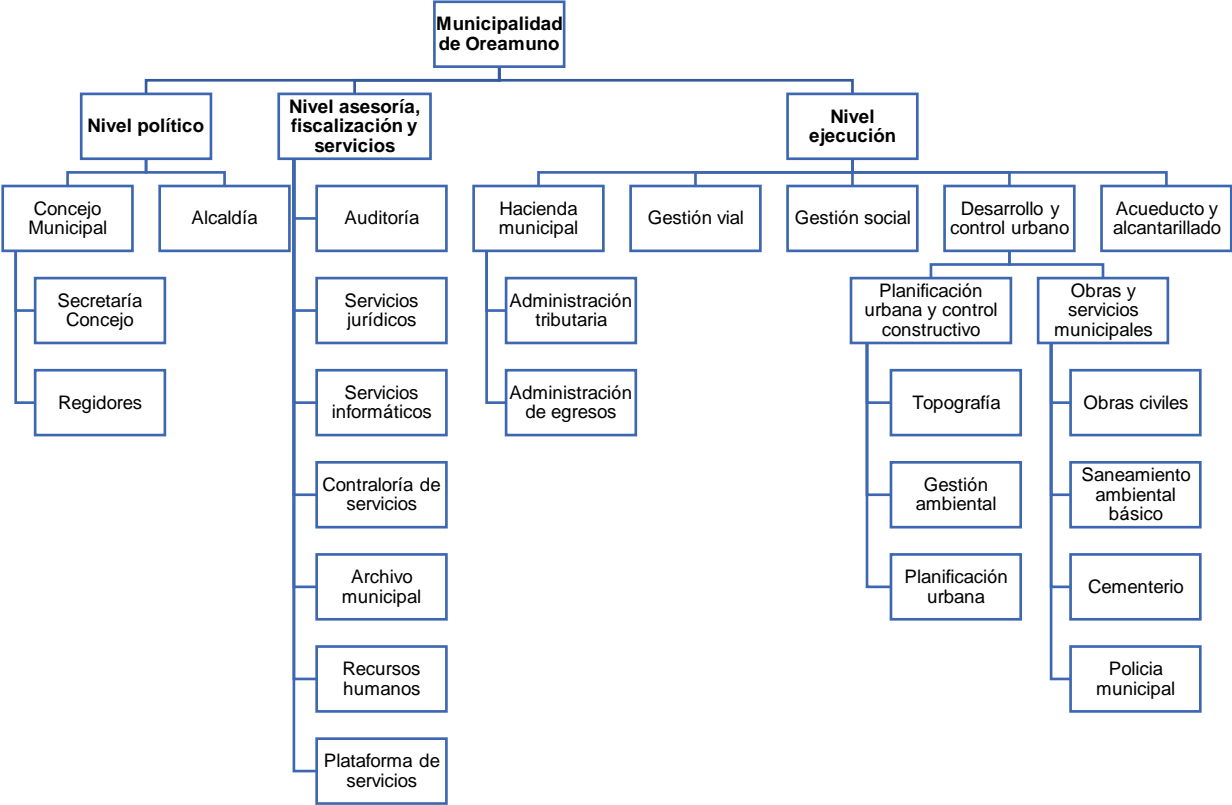 Municipalidad
de Oreamuno
Nivel político
Nivel asesoría,
fiscalización y
servicios
Nivel
ejecución
Concejo
Municipal
Alcaldía
Auditoría
Hacienda
municipal
Gestión vial
Gestión social
Desarrollo y
control urbano
Acueducto y
alcantarillado
Secretaría
Concejo
Servicios
jurídicos
Administración
tributaria
Planificación
urbana y control
constructivo
Obras y
servicios
municipales
Regidores
Servicios
informáticos
Administración
de egresos
Topografía
Obras civiles
Contraloría de
servicios
Gestión
ambiental
Saneamiento
ambiental
básico
Archivo
municipal
Planificación
urbana
Cementerio
Recursos
humanos
Policia
municipal
Plataforma de
servicios